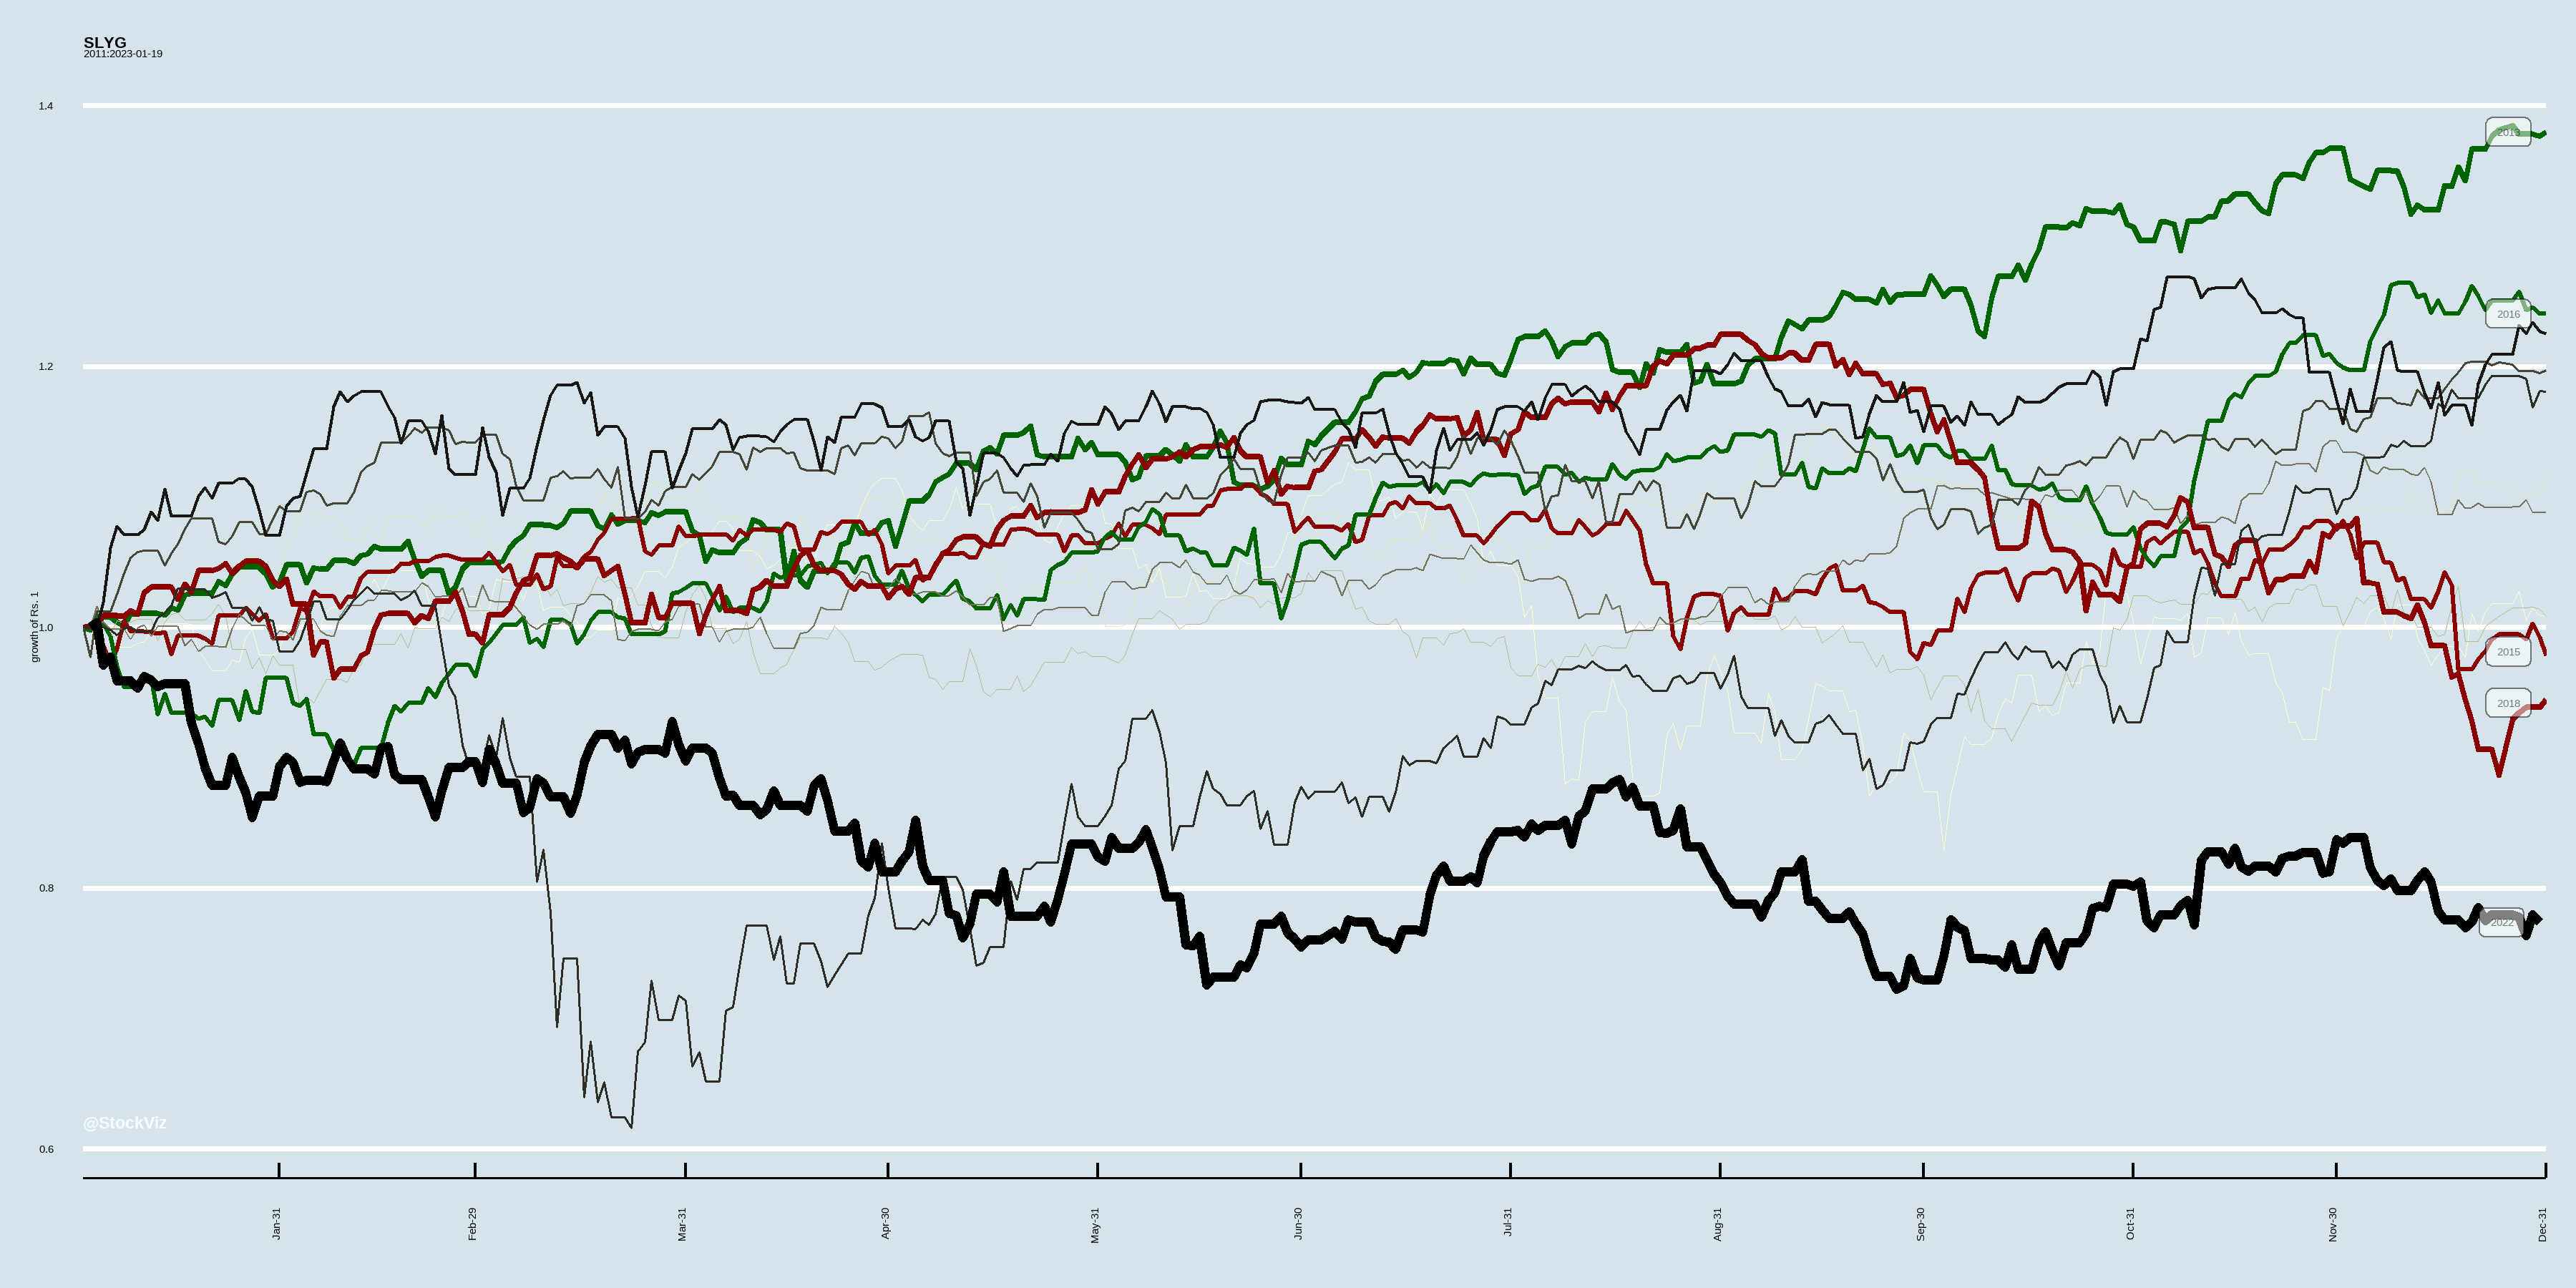 SLYG
2011:2023-01-19
1.4
1.2
1.0
0.8
0.6
growth of Rs. 1
2013
2016
2015
2018
2022
@StockViz
Jan-31
Feb-29
Mar-31
Apr-30
May-31
Jun-30
Jul-31
Aug-31
Sep-30
Oct-31
Nov-30
Dec-31